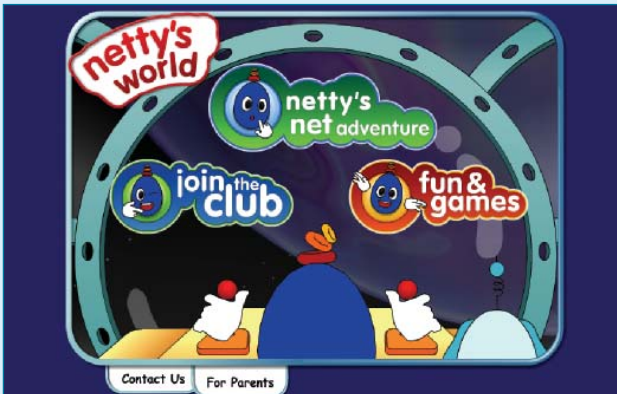 netty's
world
netty's
net adventure
join the
club
fun &
games
Contact Us
For Parents